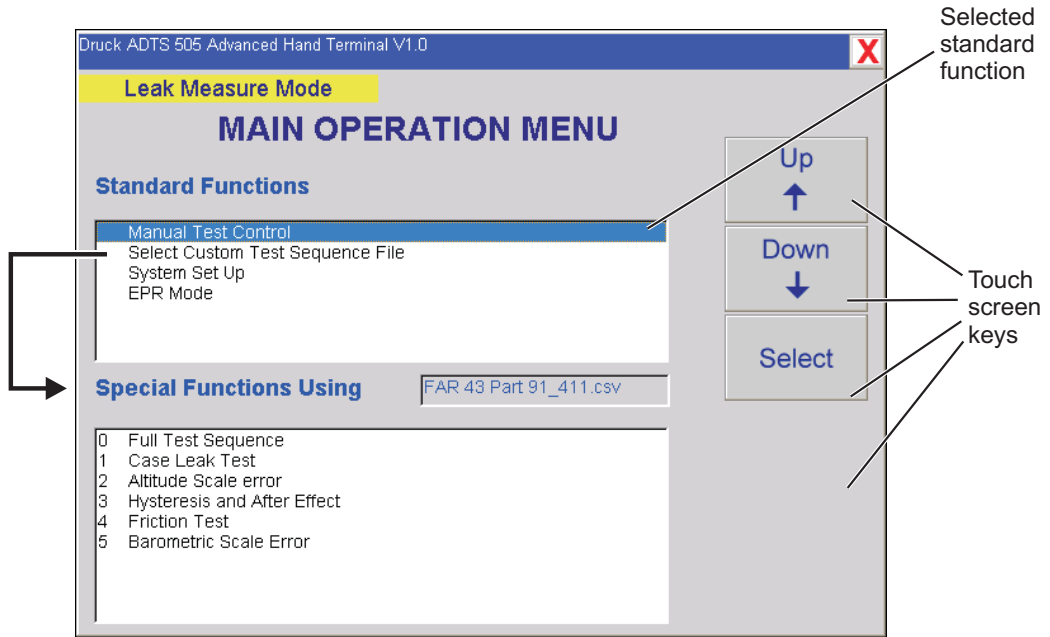 Selected
standard
function
Druck ADTS 505 Advanced Hand Terminal V1.0
X
Leak Measure Mode
MAIN OPERATION MENU
Standard Functions
Manual Test Control
Select Custom Test Sequence File
System Set Up
EPR Mode
Up
Down
Select
Touch
screen
keys
Special Functions Using
FAR 43 Part 91_411.csv
0 Full Test Sequence
1 Case Leak Test
2 Altitude Scale error
3 Hysteresis and After Effect
4 Friction Test
5 Barometric Scale Error